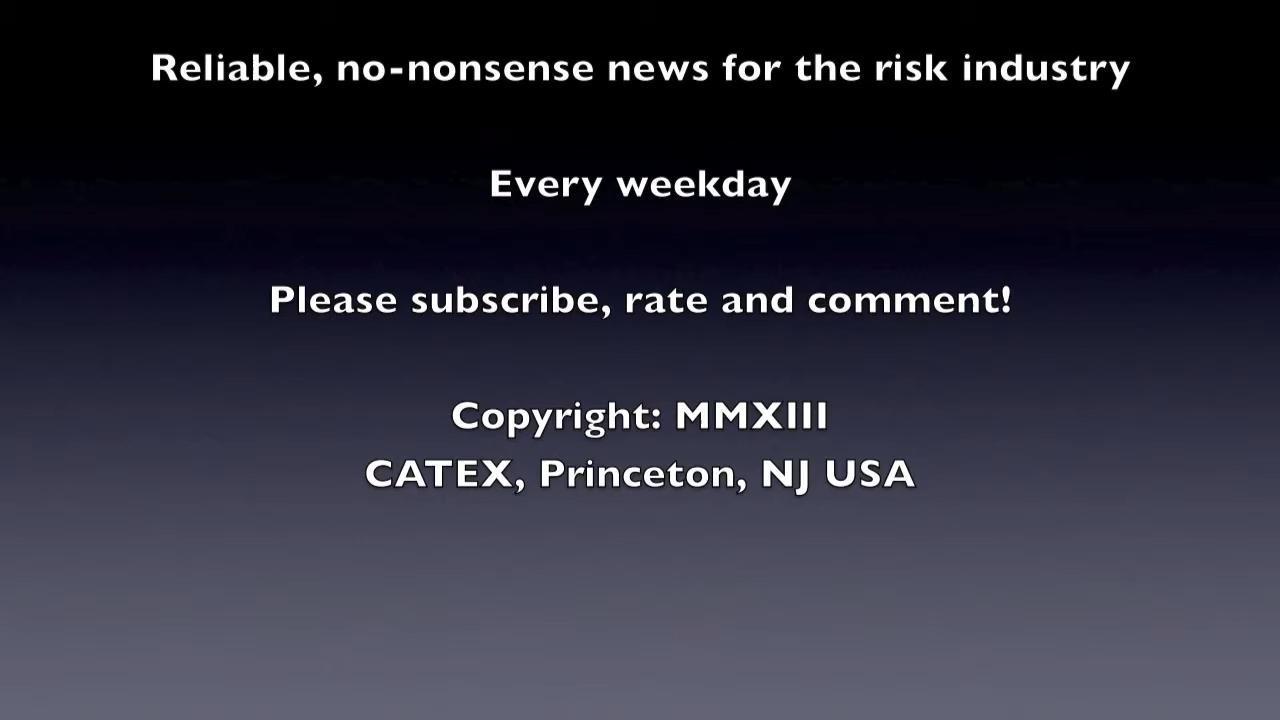 Reliable, no-nonsense news for the risk industry
Every weekday
Please subscribe, rate and comment!
Copyright: MMXIII
CATEX, Princeton, NJ USA